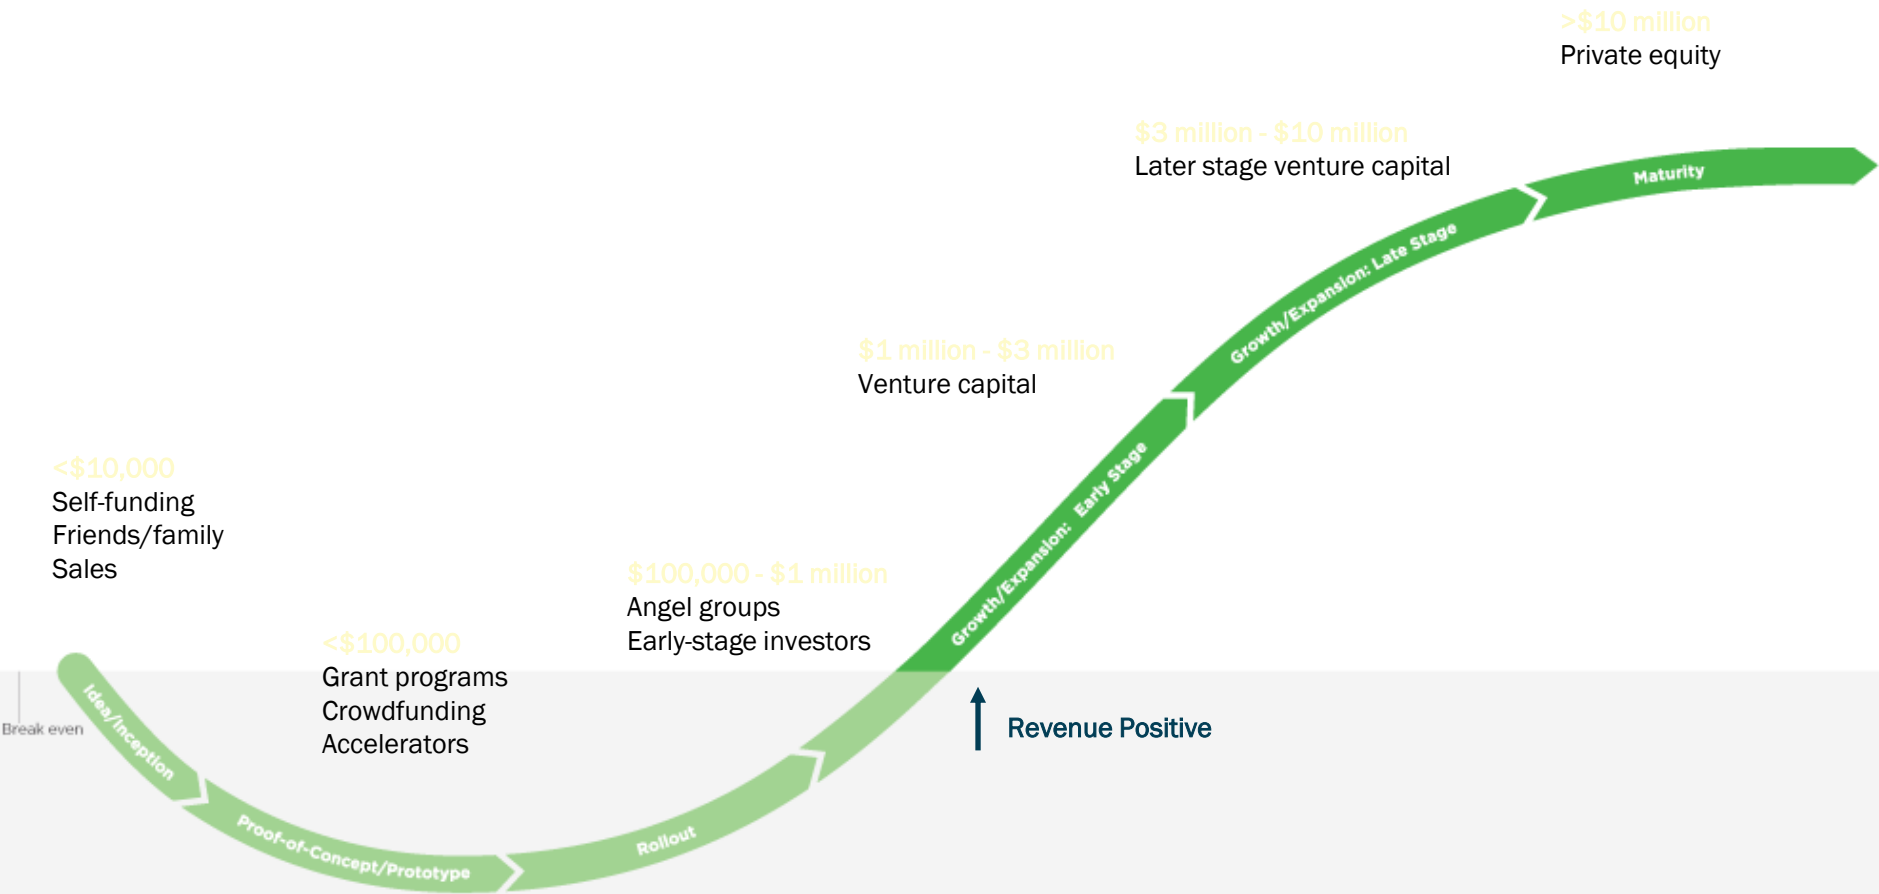 >$10 million
Private equity
$3 million - $10 million
Later stage venture capital
Maturity
Growth/Expansion: Late Stage
$1 million - $3 million
Venture capital
Growth/Expansion: Early Stage
<$10,000
Self-funding
Friends/family
Sales
$100,000 - $1 million
Angel groups
Early-stage investors
<$100,000
Grant programs
Crowdfunding
Accelerators
Break even
Idea/Inception
Revenue Positive
Proof-of-Concept/Prototype
Rollout